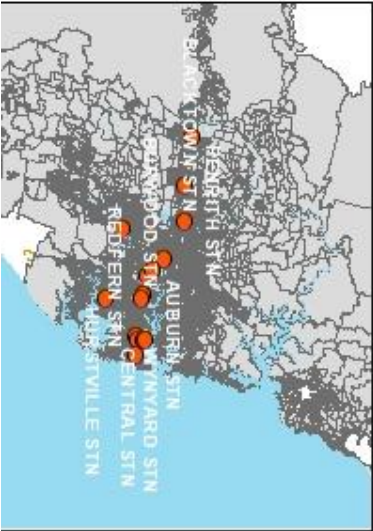 PENRITH STN
BLACKTOWN STN
AUBURN STN
WYNYARD STN
BURWOOD STN
CENTRAL STN
REDFERN STN
HURSTVILLE STN